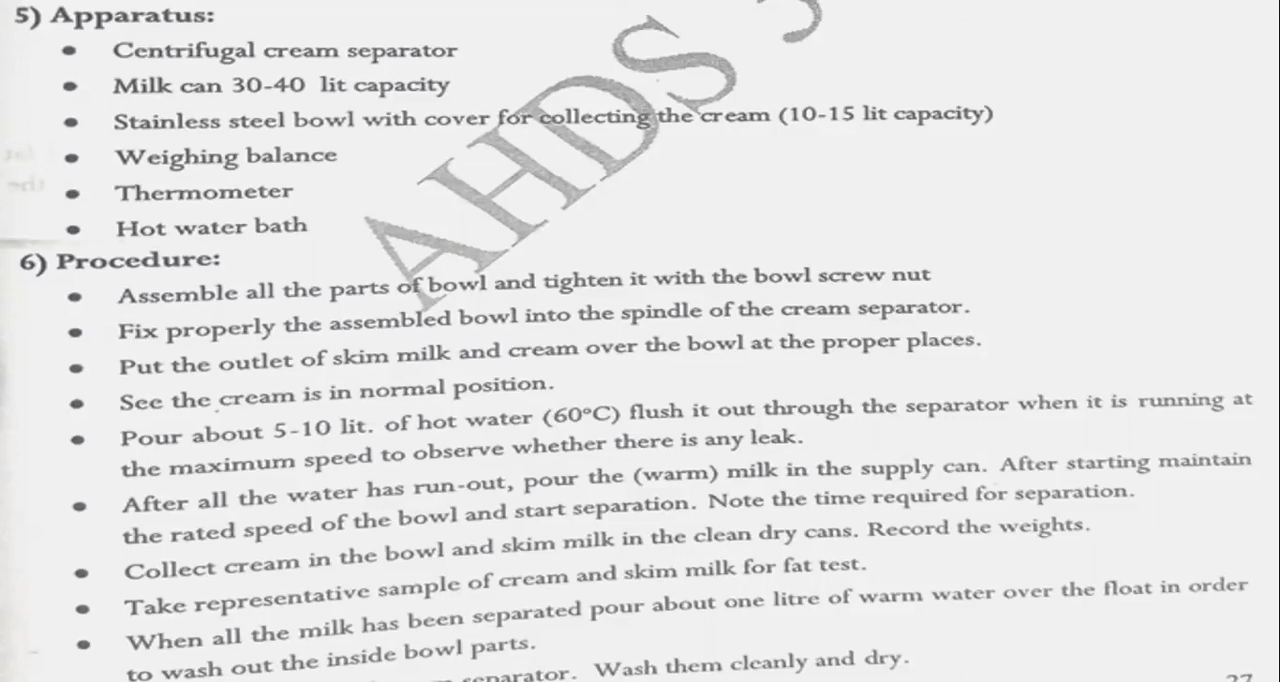 5) Apparatus:
• Centrifugal cream separator
• Milk can 30-40 lit capacity
• Stainless steel bowl with cover for collecting the cream (10-15 lit capacity)
• Weighing balance
• Thermometer
• Hot water bath
6) Procedure:
• Assemble all the parts of bowl and tighten it with the bowl screw nut
• Fix properly the assembled bowl into the spindle of the cream separator.
• Put the outlet of skim milk and cream over the bowl at the proper places.
• See the cream is in normal position.
• Pour about 5-10 lit. of hot water (60°C) flush it out through the separator when it is running at
the maximum speed to observe whether there is any leak.
• After all the water has run-out, pour the (warm) milk in the supply can. After starting maintain
the rated speed of the bowl and start separation. Note the time required for separation.
• Collect cream in the bowl and skim milk in the clean dry cans. Record the weights.
• Take representative sample of cream and skim milk for fat test.
• When all the milk has been separated pour about one litre of warm water over the float in order
to wash out the inside bowl parts.
separator. Wash them cleanly and dry.
27
AHDS